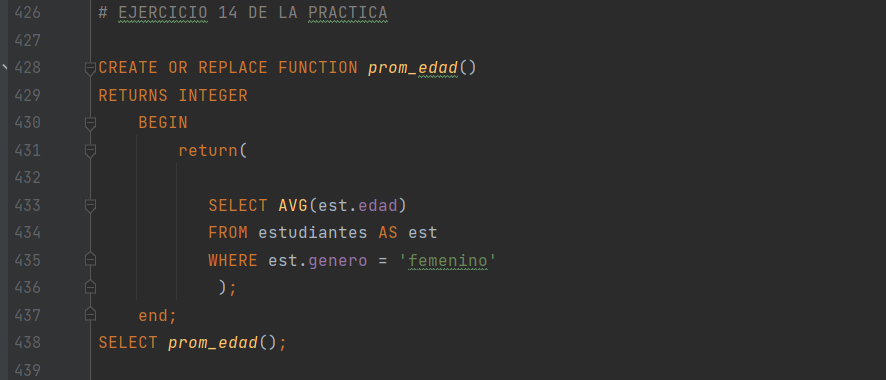 426 # EJERCICIO 14 DE LA PRACTICA
427
428 CREATE OR REPLACE FUNCTION prom_edad()
429 RETURNS INTEGER
430     BEGIN
431         return(
432
433            SELECT AVG(est.edad)
434            FROM estudiantes AS est
435            WHERE est.genero = 'femenino'
436             );
437     end;
438 SELECT prom_edad();
439